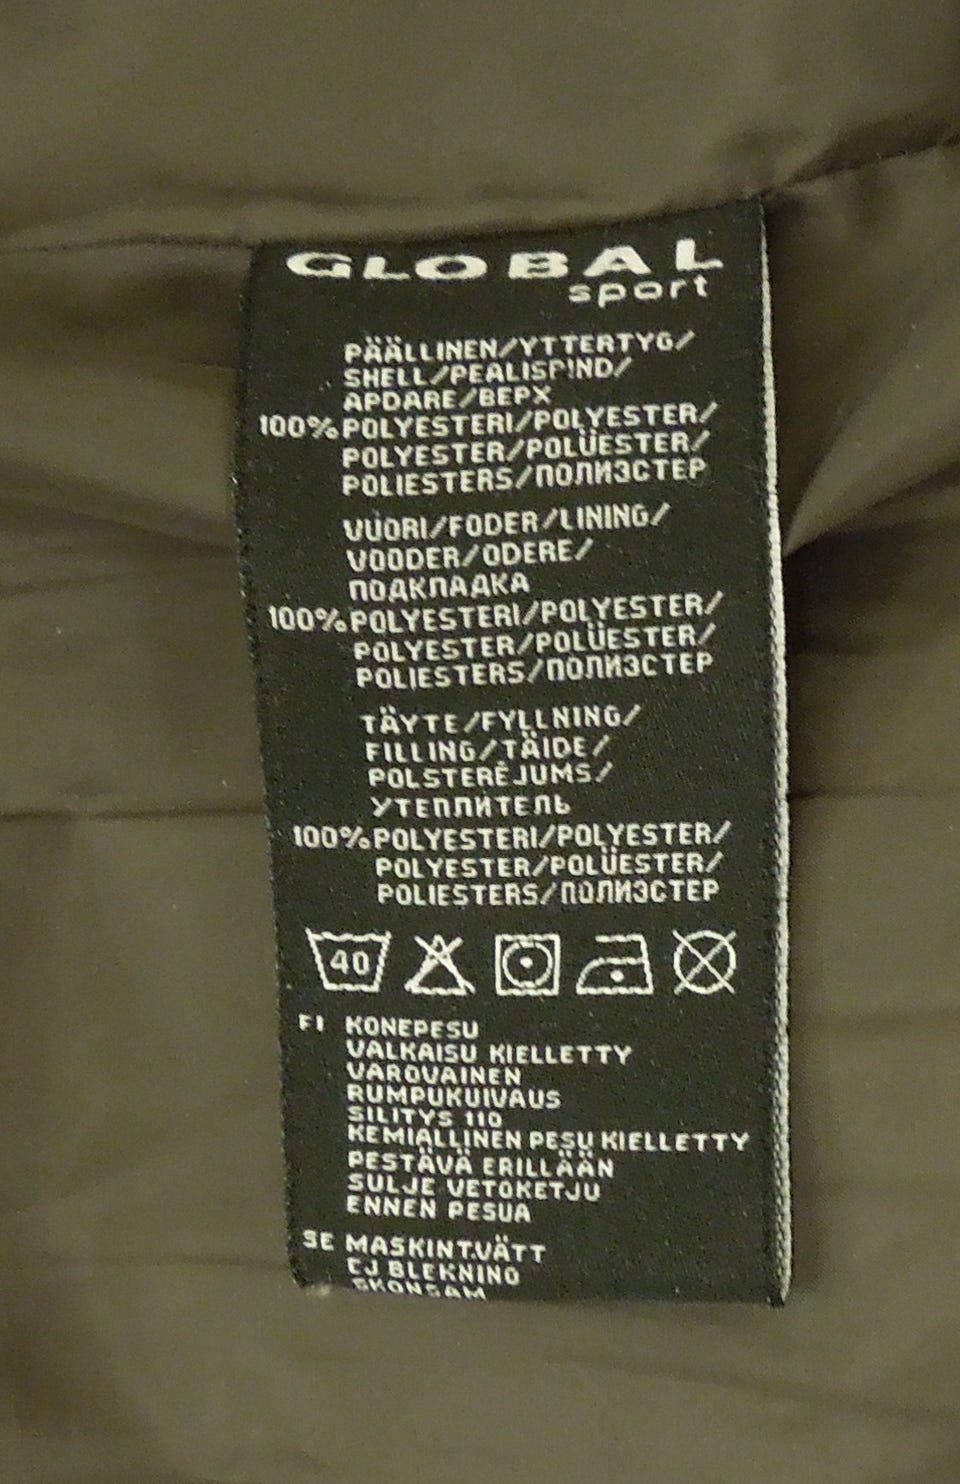 GLOBAL
sport
PÄÄLLINEN/YTTERTYG/
SHELL/PEALISPIND/
APDARE/ВЕРХ
100%POLYESTERI/POLYESTER/
POLYESTER/POLÜESTER/
POLIESTERS/ПОЛИЭСТЕР
VUORI/FODER/LINING/
VOODER/ODERE/
ПОДКЛАДКА
100%POLYESTERI/POLYESTER/
POLYESTER/POLÜESTER/
POLIESTERS/ПОЛИЭСТЕР
TÄYTE/FYLLNING/
FILLING/TÄIDE/
POLSTERĒJUMS/
УТЕПЛИТЕЛЬ
100%POLYESTERI/POLYESTER/
POLYESTER/POLÜESTER/
POLIESTERS/ПОЛИЭСТЕР
40
FI KONEPESU
VALKAISU KIELLETTY
VAROVAINEN
RUMPUKUIVAUS
SILITYS 110
KEMIALLINEN PESU KIELLETTY
PESTÄVÄ ERILLÄÄN
SULJE VETOKETJU
ENNEN PESUA
SE MASKINT.VÄTT
EJ BLEKNING
SKONSAM